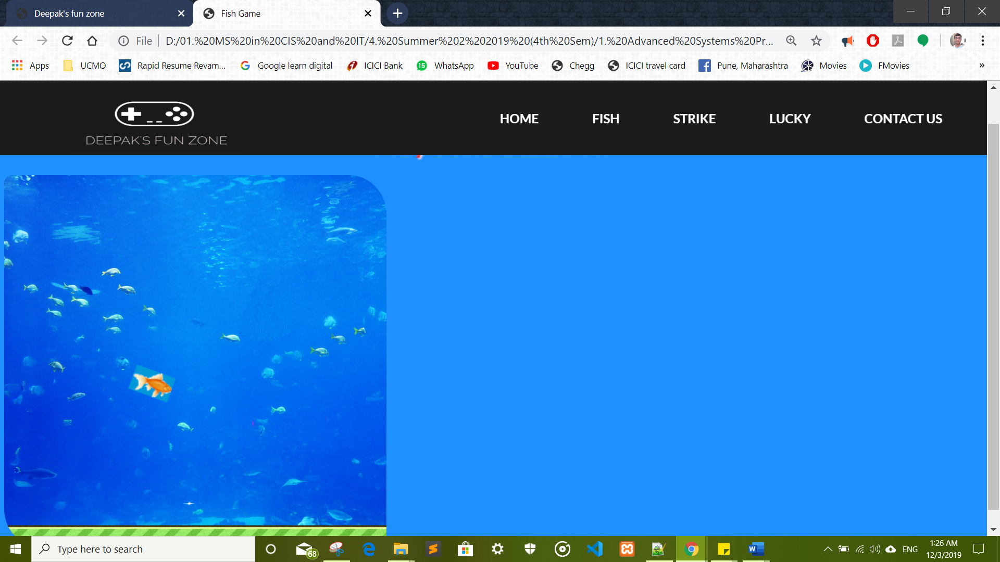 Deepak's fun zone
Fish Game
File | D:/01.%20MS%20in%20CIS%20and%20IT/4.%20Summer%202%202019%20(4th%20Sem)/1.%20Advanced%20Systems%20Pr...
Apps UCMO Rapid Resume Revam... Google learn digital ICICI Bank 15 WhatsApp YouTube Chegg ICICI travel card Pune, Maharashtra Movies FMovies »
DEEPAK'S FUN ZONE
HOME FISH STRIKE LUCKY CONTACT US
Type here to search
68
ENG
1:26 AM
12/3/2019